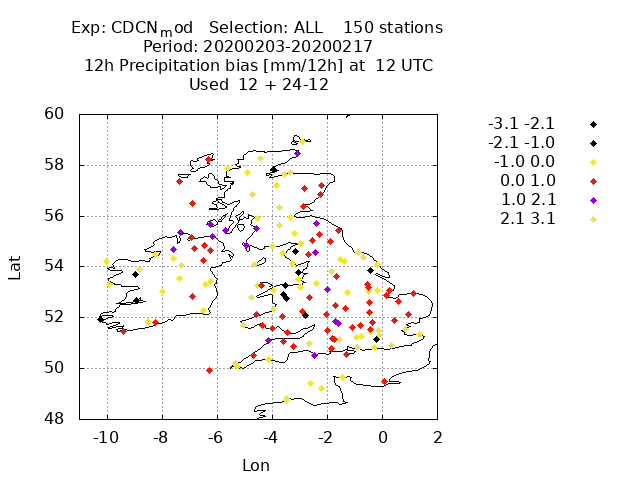 Exp: CDCNmod Selection: ALL 150 stations
Period: 20200203-20200217
12h Precipitation bias [mm/12h] at 12 UTC
Used 12 + 24-12
60
58
56
54
52
50
48
Lat
-10 -8 -6 -4 -2 0 2
Lon
-3.1 -2.1
-2.1 -1.0
-1.0 0.0
0.0 1.0
1.0 2.1
2.1 3.1